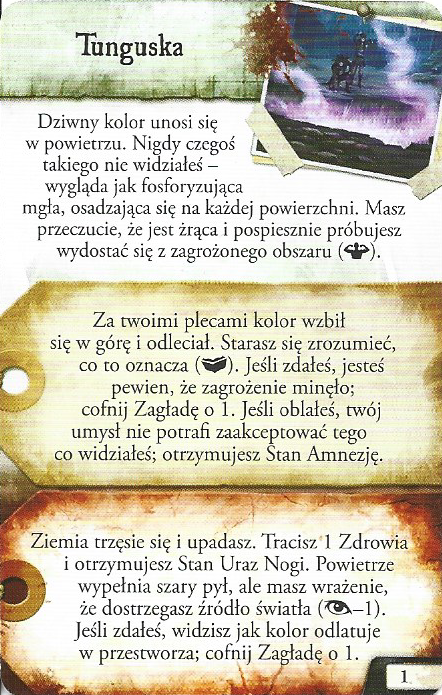 Tunguska
Dziwny kolor unosi się
w powietrzu. Nigdy czegoś
takiego nie widziałeś –
wygląda jak fosforyzująca
mgła, osadzająca się na każdej powierzchni. Masz
przeczucie, że jest żrąca i pospiesznie próbujesz
wydostać się z zagrożonego obszaru ( ).
Za twoimi plecami kolor wzbił
się w górę i odleciał. Starasz się zrozumieć,
co to oznacza ( ). Jeśli zdałeś, jesteś
pewien, że zagrożenie minęło;
cofnij Zagładę o 1. Jeśli oblałeś, twój
umysł nie potrafi zaakceptować tego
co widziałeś; otrzymujesz Stan Amnezję.
Ziemia trzęsie się i upadasz. Tracisz 1 Zdrowia
i otrzymujesz Stan Uraz Nogi. Powietrze
wypełnia szary pył, ale masz wrażenie,
że dostrzegasz źródło światła ( –1).
Jeśli zdałeś, widzisz jak kolor odlatuje
w przestworza; cofnij Zagładę o 1.
1